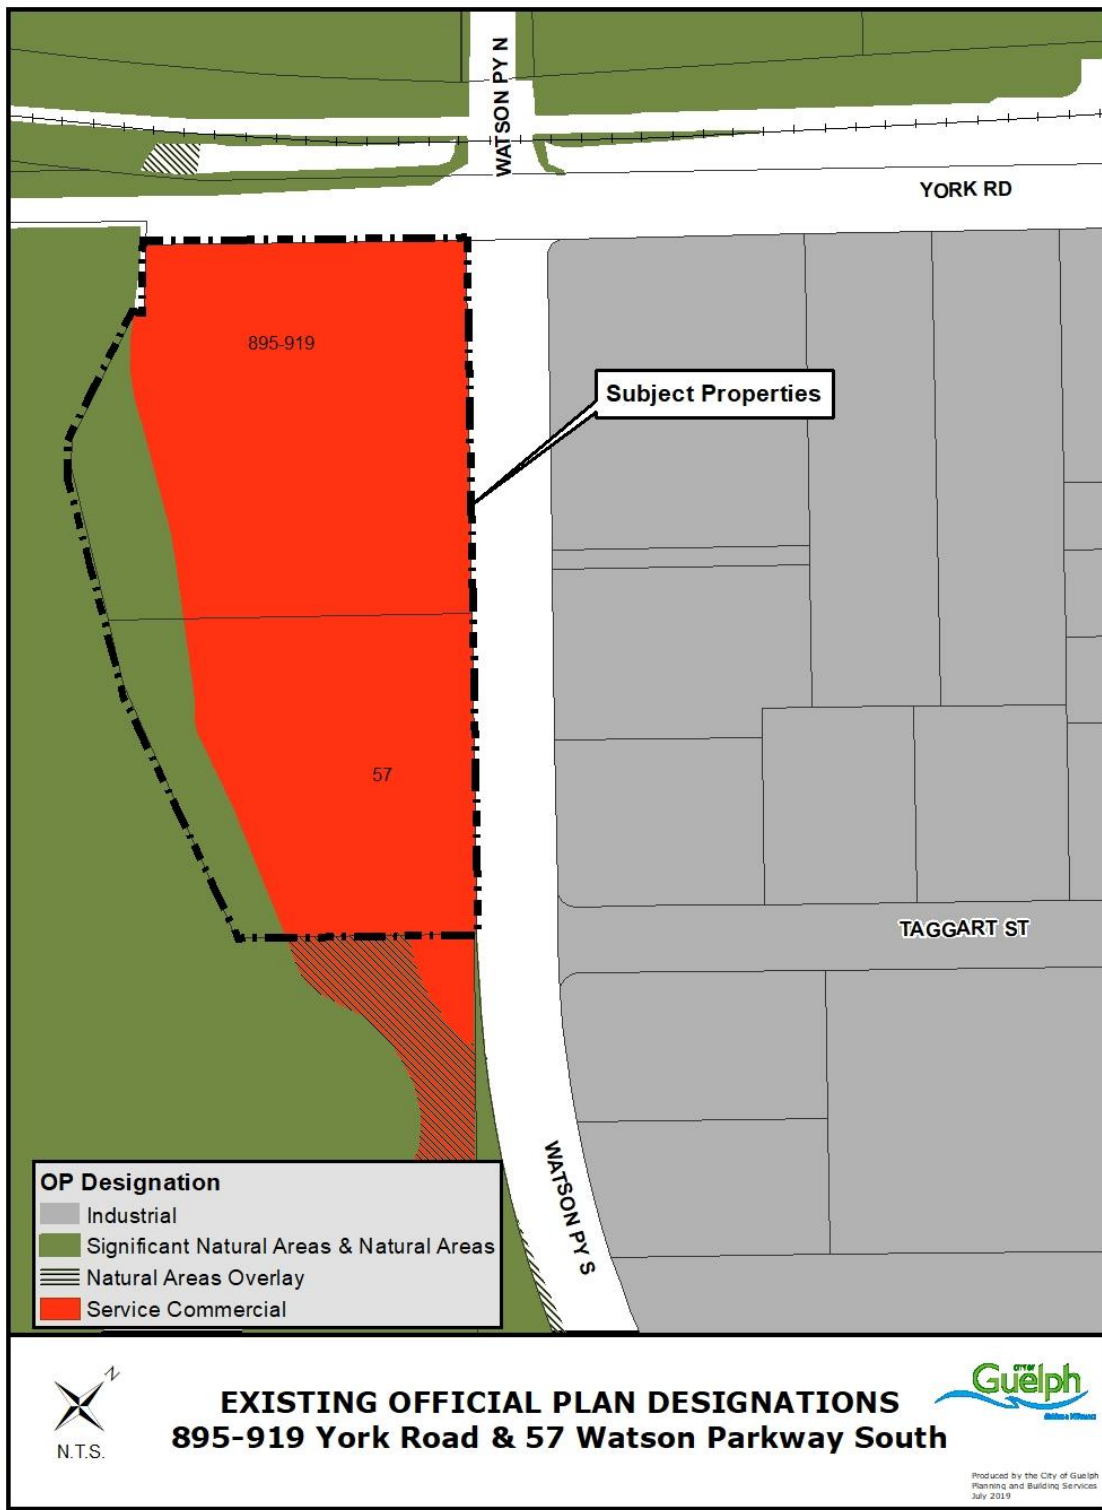 WATSON PY N
YORK RD
895-919
Subject Properties
57
TAGGART ST
WATSON PY S
OP Designation
Industrial
Significant Natural Areas & Natural Areas
Natural Areas Overlay
Service Commercial
N
N.T.S.
EXISTING OFFICIAL PLAN DESIGNATIONS
895-919 York Road & 57 Watson Parkway South
CITY OF
Guelph
Produced by the City of Guelph
Planning and Building Services
July 2019